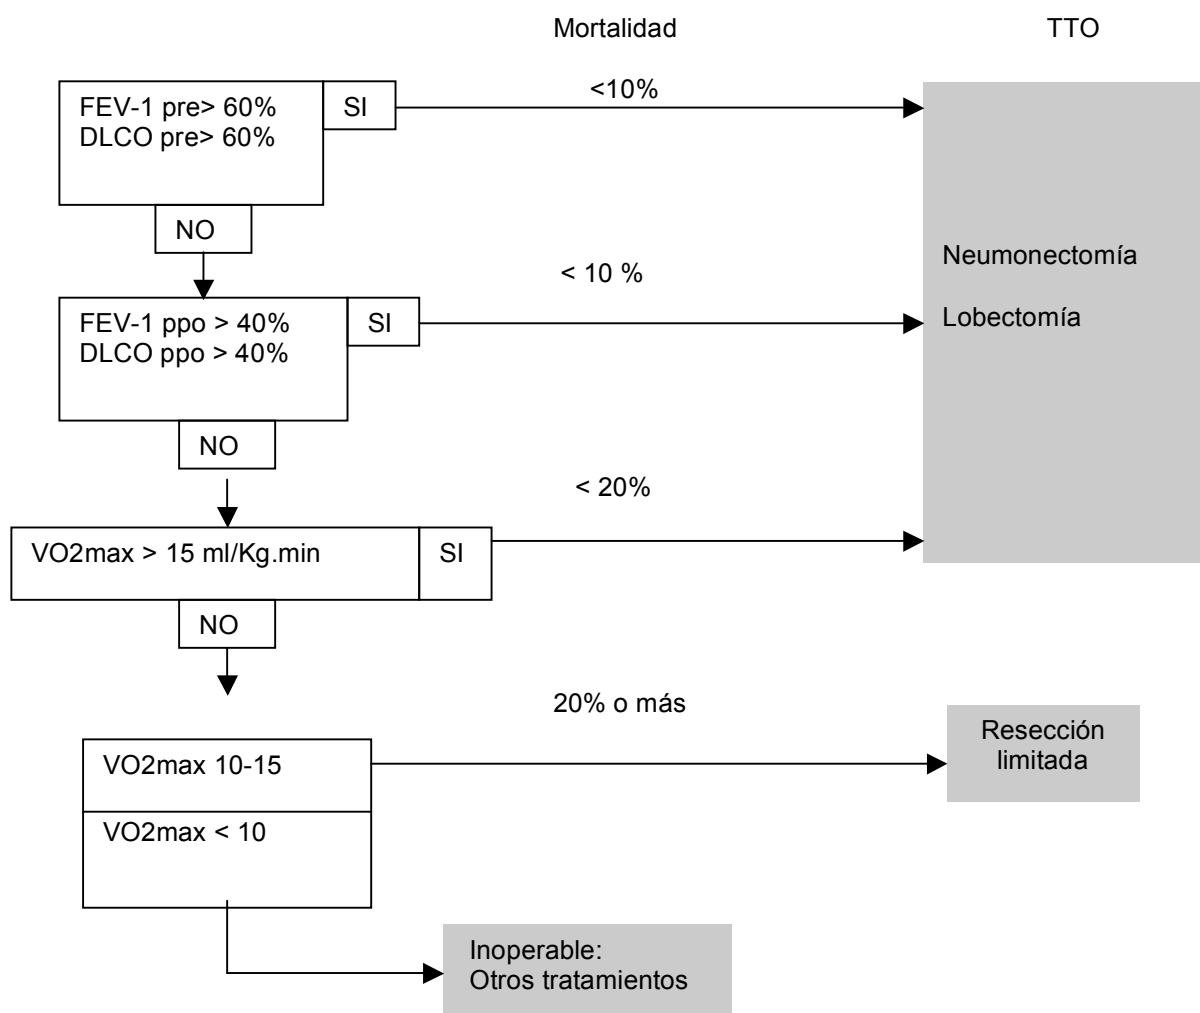 Mortalidad
TTO
FEV-1 pre> 60%
DLCO pre> 60%
SI
<10%
NO
Neumonectomía
Lobectomía
< 10 %
FEV-1 ppo > 40%
DLCO ppo > 40%
SI
NO
< 20%
VO2max > 15 ml/Kg.min
SI
NO
20% o más
VO2max 10-15
Resección
limitada
VO2max < 10
Inoperable:
Otros tratamientos